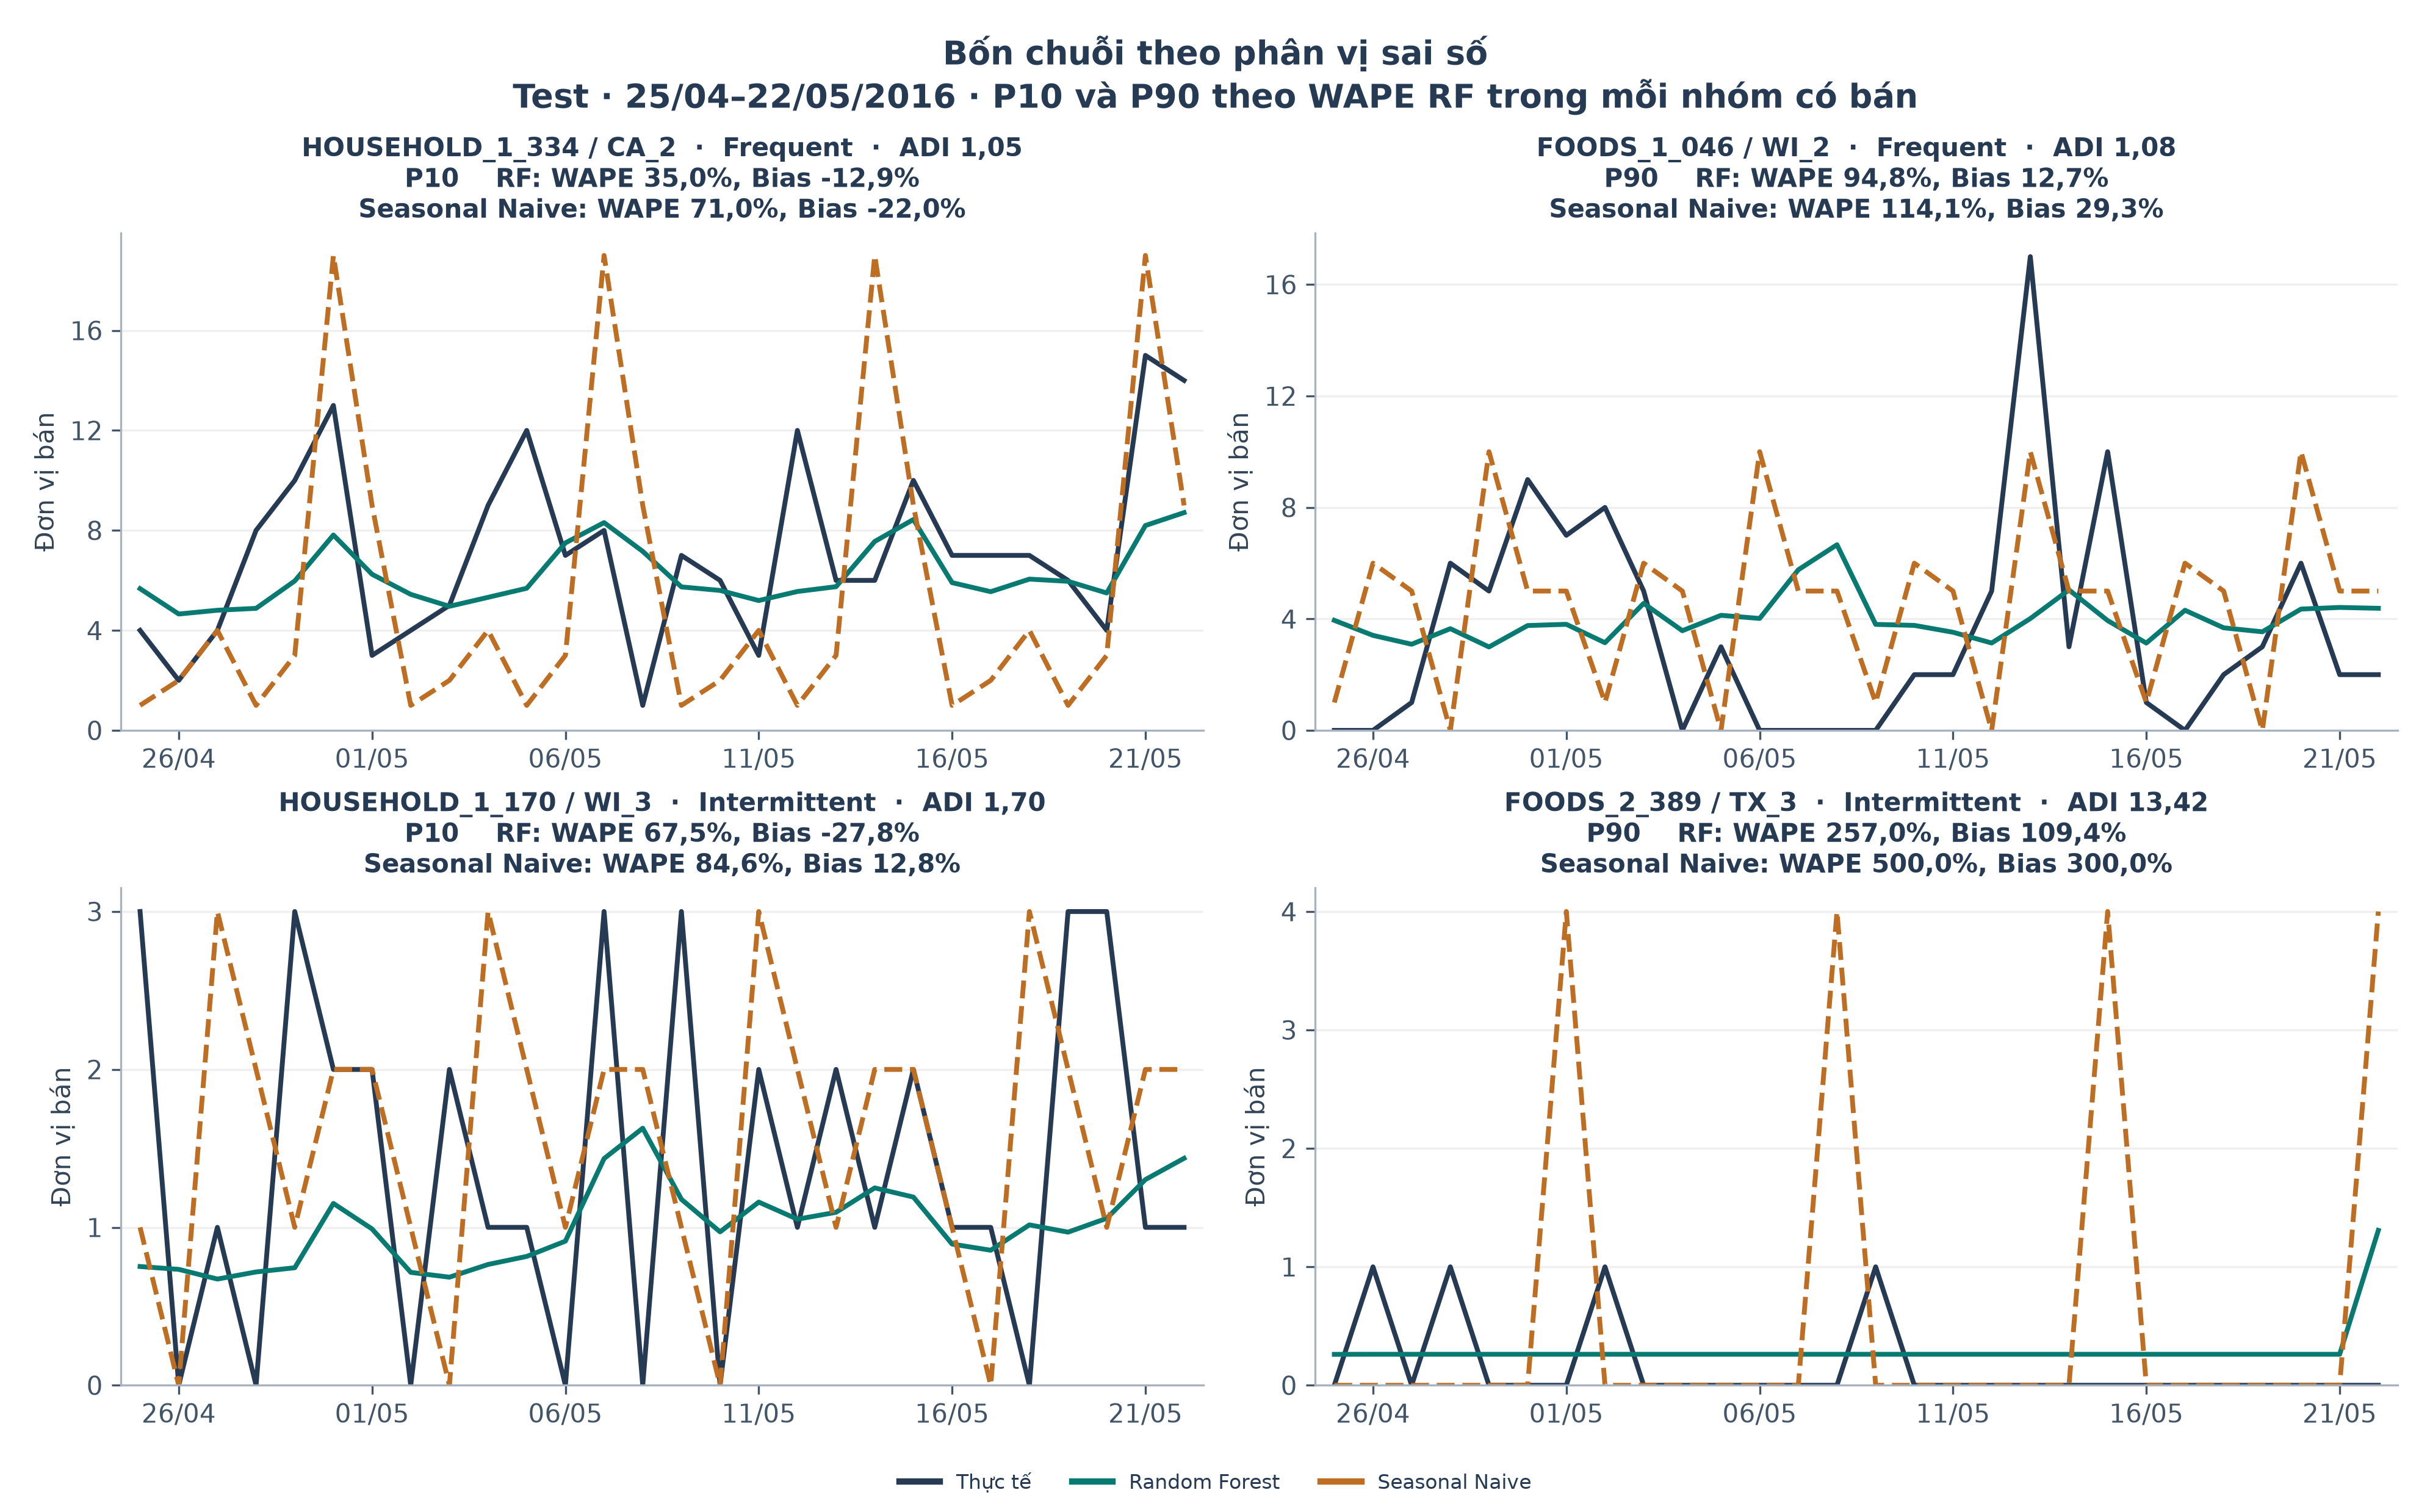 Bốn chuỗi theo phân vị sai số
Test · 25/04–22/05/2016 · P10 và P90 theo WAPE RF trong mỗi nhóm có bán
HOUSEHOLD_1_334 / CA_2 · Frequent · ADI 1,05
P10 RF: WAPE 35,0%, Bias -12,9%
Seasonal Naive: WAPE 71,0%, Bias -22,0%
Đơn vị bán
16
12
8
4
0
26/04 01/05 06/05 11/05 16/05 21/05
FOODS_1_046 / WI_2 · Frequent · ADI 1,08
P90 RF: WAPE 94,8%, Bias 12,7%
Seasonal Naive: WAPE 114,1%, Bias 29,3%
Đơn vị bán
16
12
8
4
0
26/04 01/05 06/05 11/05 16/05 21/05
HOUSEHOLD_1_170 / WI_3 · Intermittent · ADI 1,70
P10 RF: WAPE 67,5%, Bias -27,8%
Seasonal Naive: WAPE 84,6%, Bias 12,8%
Đơn vị bán
3
2
1
0
26/04 01/05 06/05 11/05 16/05 21/05
FOODS_2_389 / TX_3 · Intermittent · ADI 13,42
P90 RF: WAPE 257,0%, Bias 109,4%
Seasonal Naive: WAPE 500,0%, Bias 300,0%
Đơn vị bán
4
3
2
1
0
26/04 01/05 06/05 11/05 16/05 21/05
Thực tế Random Forest Seasonal Naive